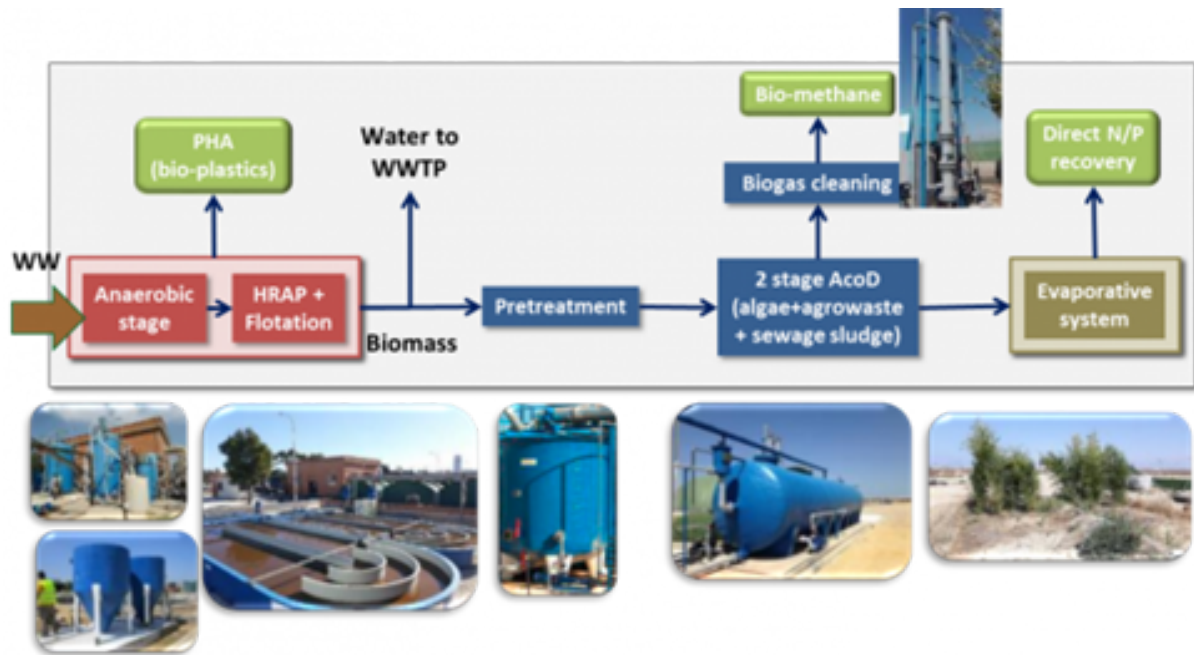 WW
Anaerobic
stage
HRAP +
Flotation
PHA
(bio-plastics)
Water to
WWTP
Biomass
Pretreatment
2 stage AcoD
(algae+agrowaste
+ sewage sludge)
Biogas cleaning
Bio-methane
Evaporative
system
Direct N/P
recovery